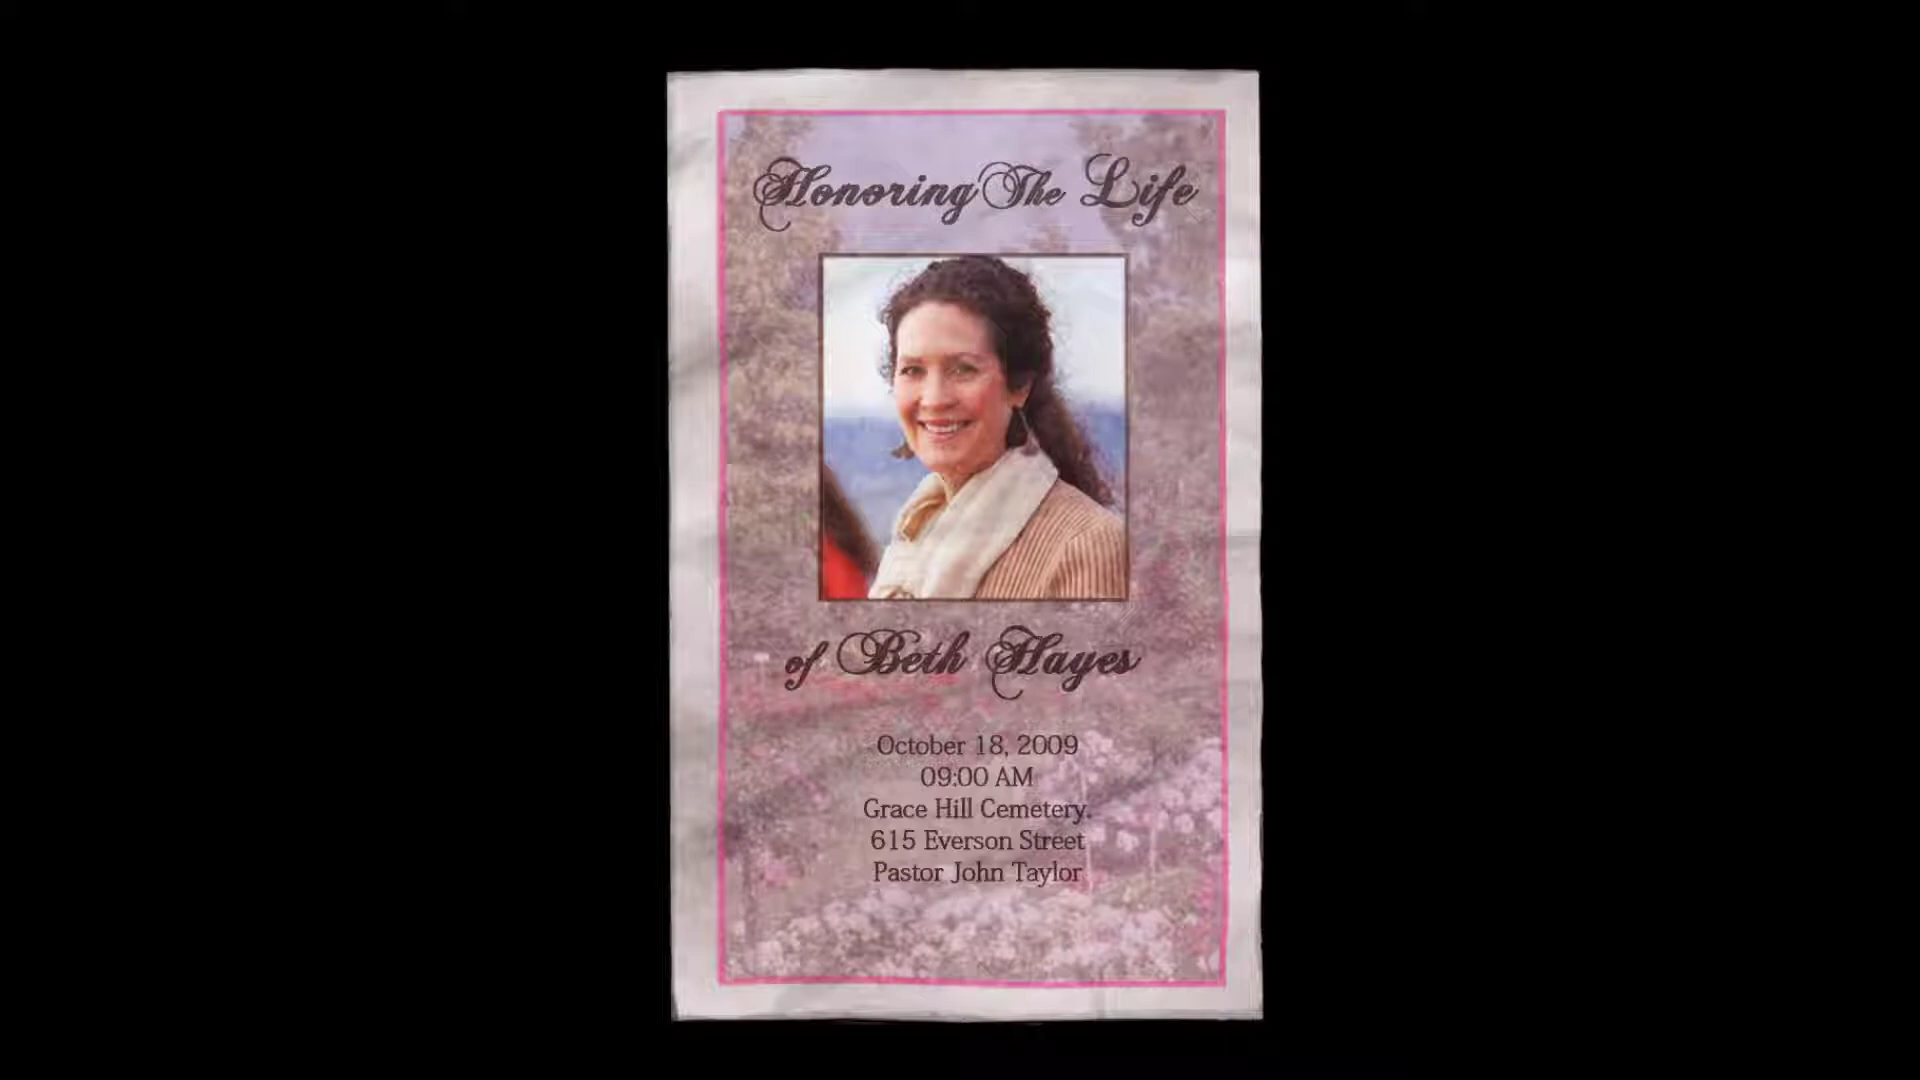 Honoring The Life
of Beth Hayes
October 18, 2009
09:00 AM
Grace Hill Cemetery.
615 Everson Street
Pastor John Taylor